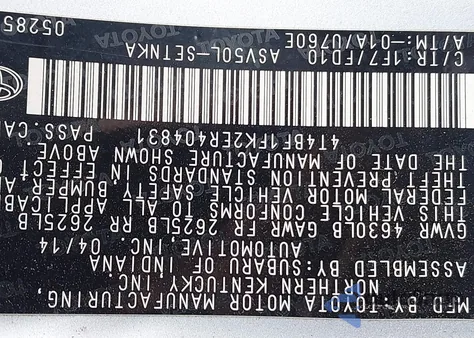 MFD BY:TOYOTA MOTOR MANUFACTURING,
NORTHERN KENTUCKY INC.
ASSEMBLED BY:SUBARU OF INDIANA
AUTOMOTIVE, INC. 04/14
GVWR 4630LB GAWR FR 2625LB RR 2625LB
THIS VEHICLE CONFORMS TO ALL APPLICAB
FEDERAL MOTOR VEHICLE SAFETY, BUMPER, A
THEFT PREVENTION STANDARDS IN EFFECT O
THE DATE OF MANUFACTURE SHOWN ABOVE.
4T4BF1FK2ER404831 PASS.CAR
C/TR:1F7/FD10 ASV50L-SETNKA
A/TM:-01A/U760E 05285